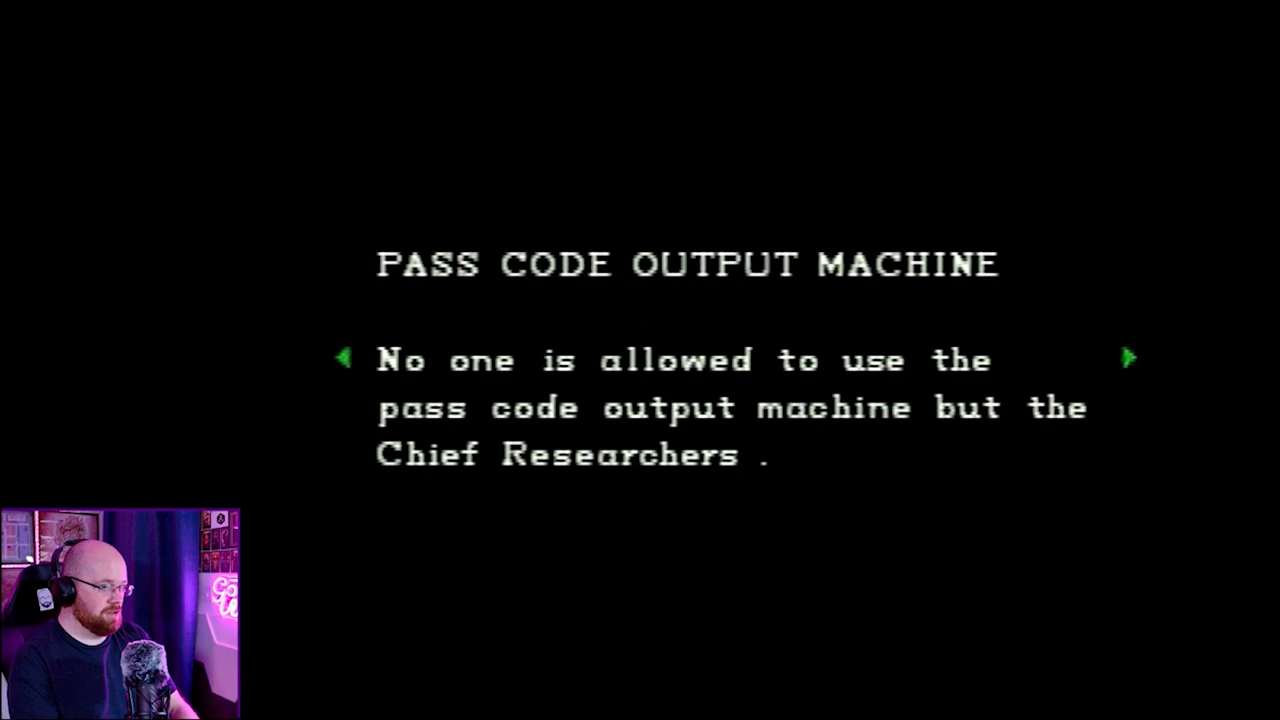 PASS CODE OUTPUT MACHINE
No one is allowed to use the
pass code output machine but the
Chief Researchers .